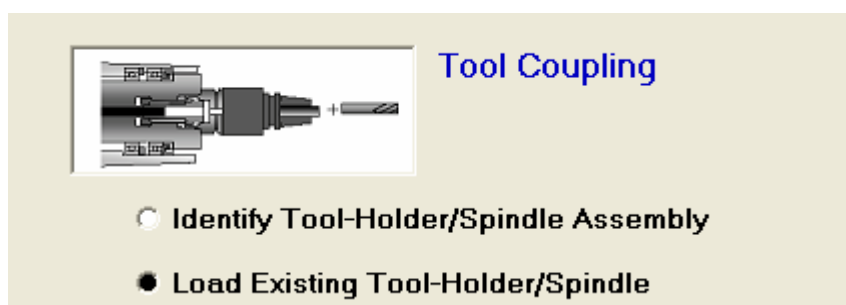 Tool Coupling
Identify Tool-Holder/Spindle Assembly
Load Existing Tool-Holder/Spindle